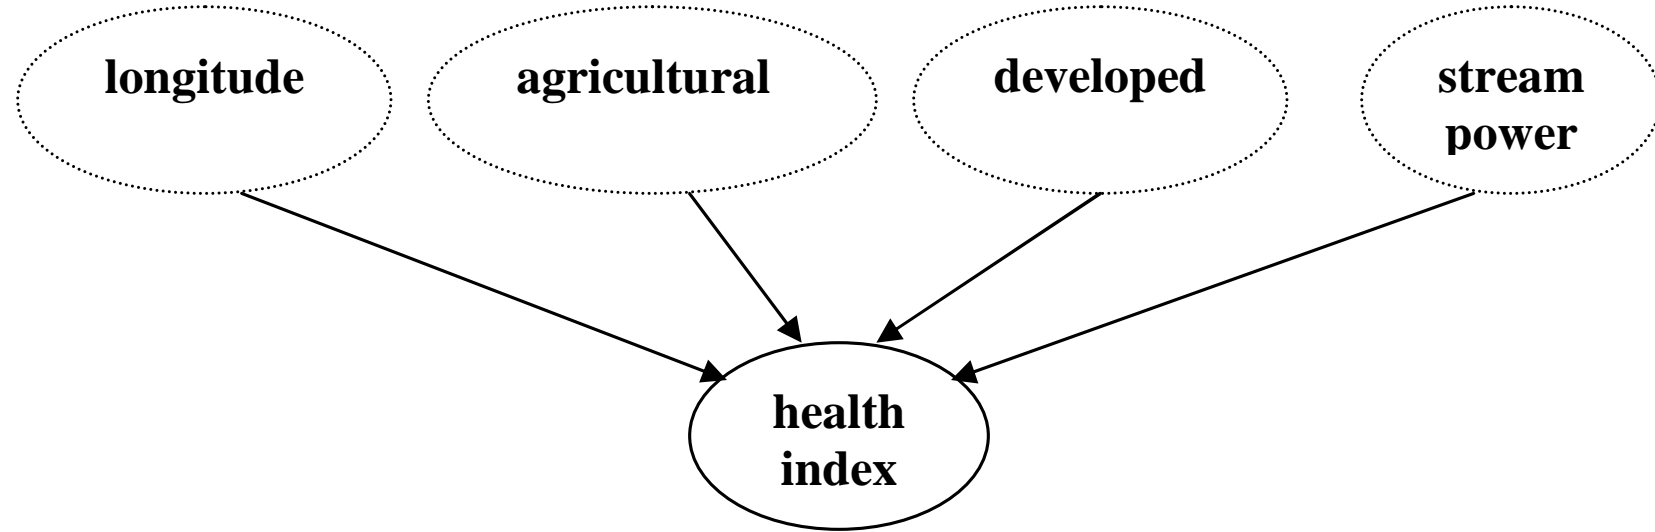 longitude
agricultural
developed
stream
power
health
index